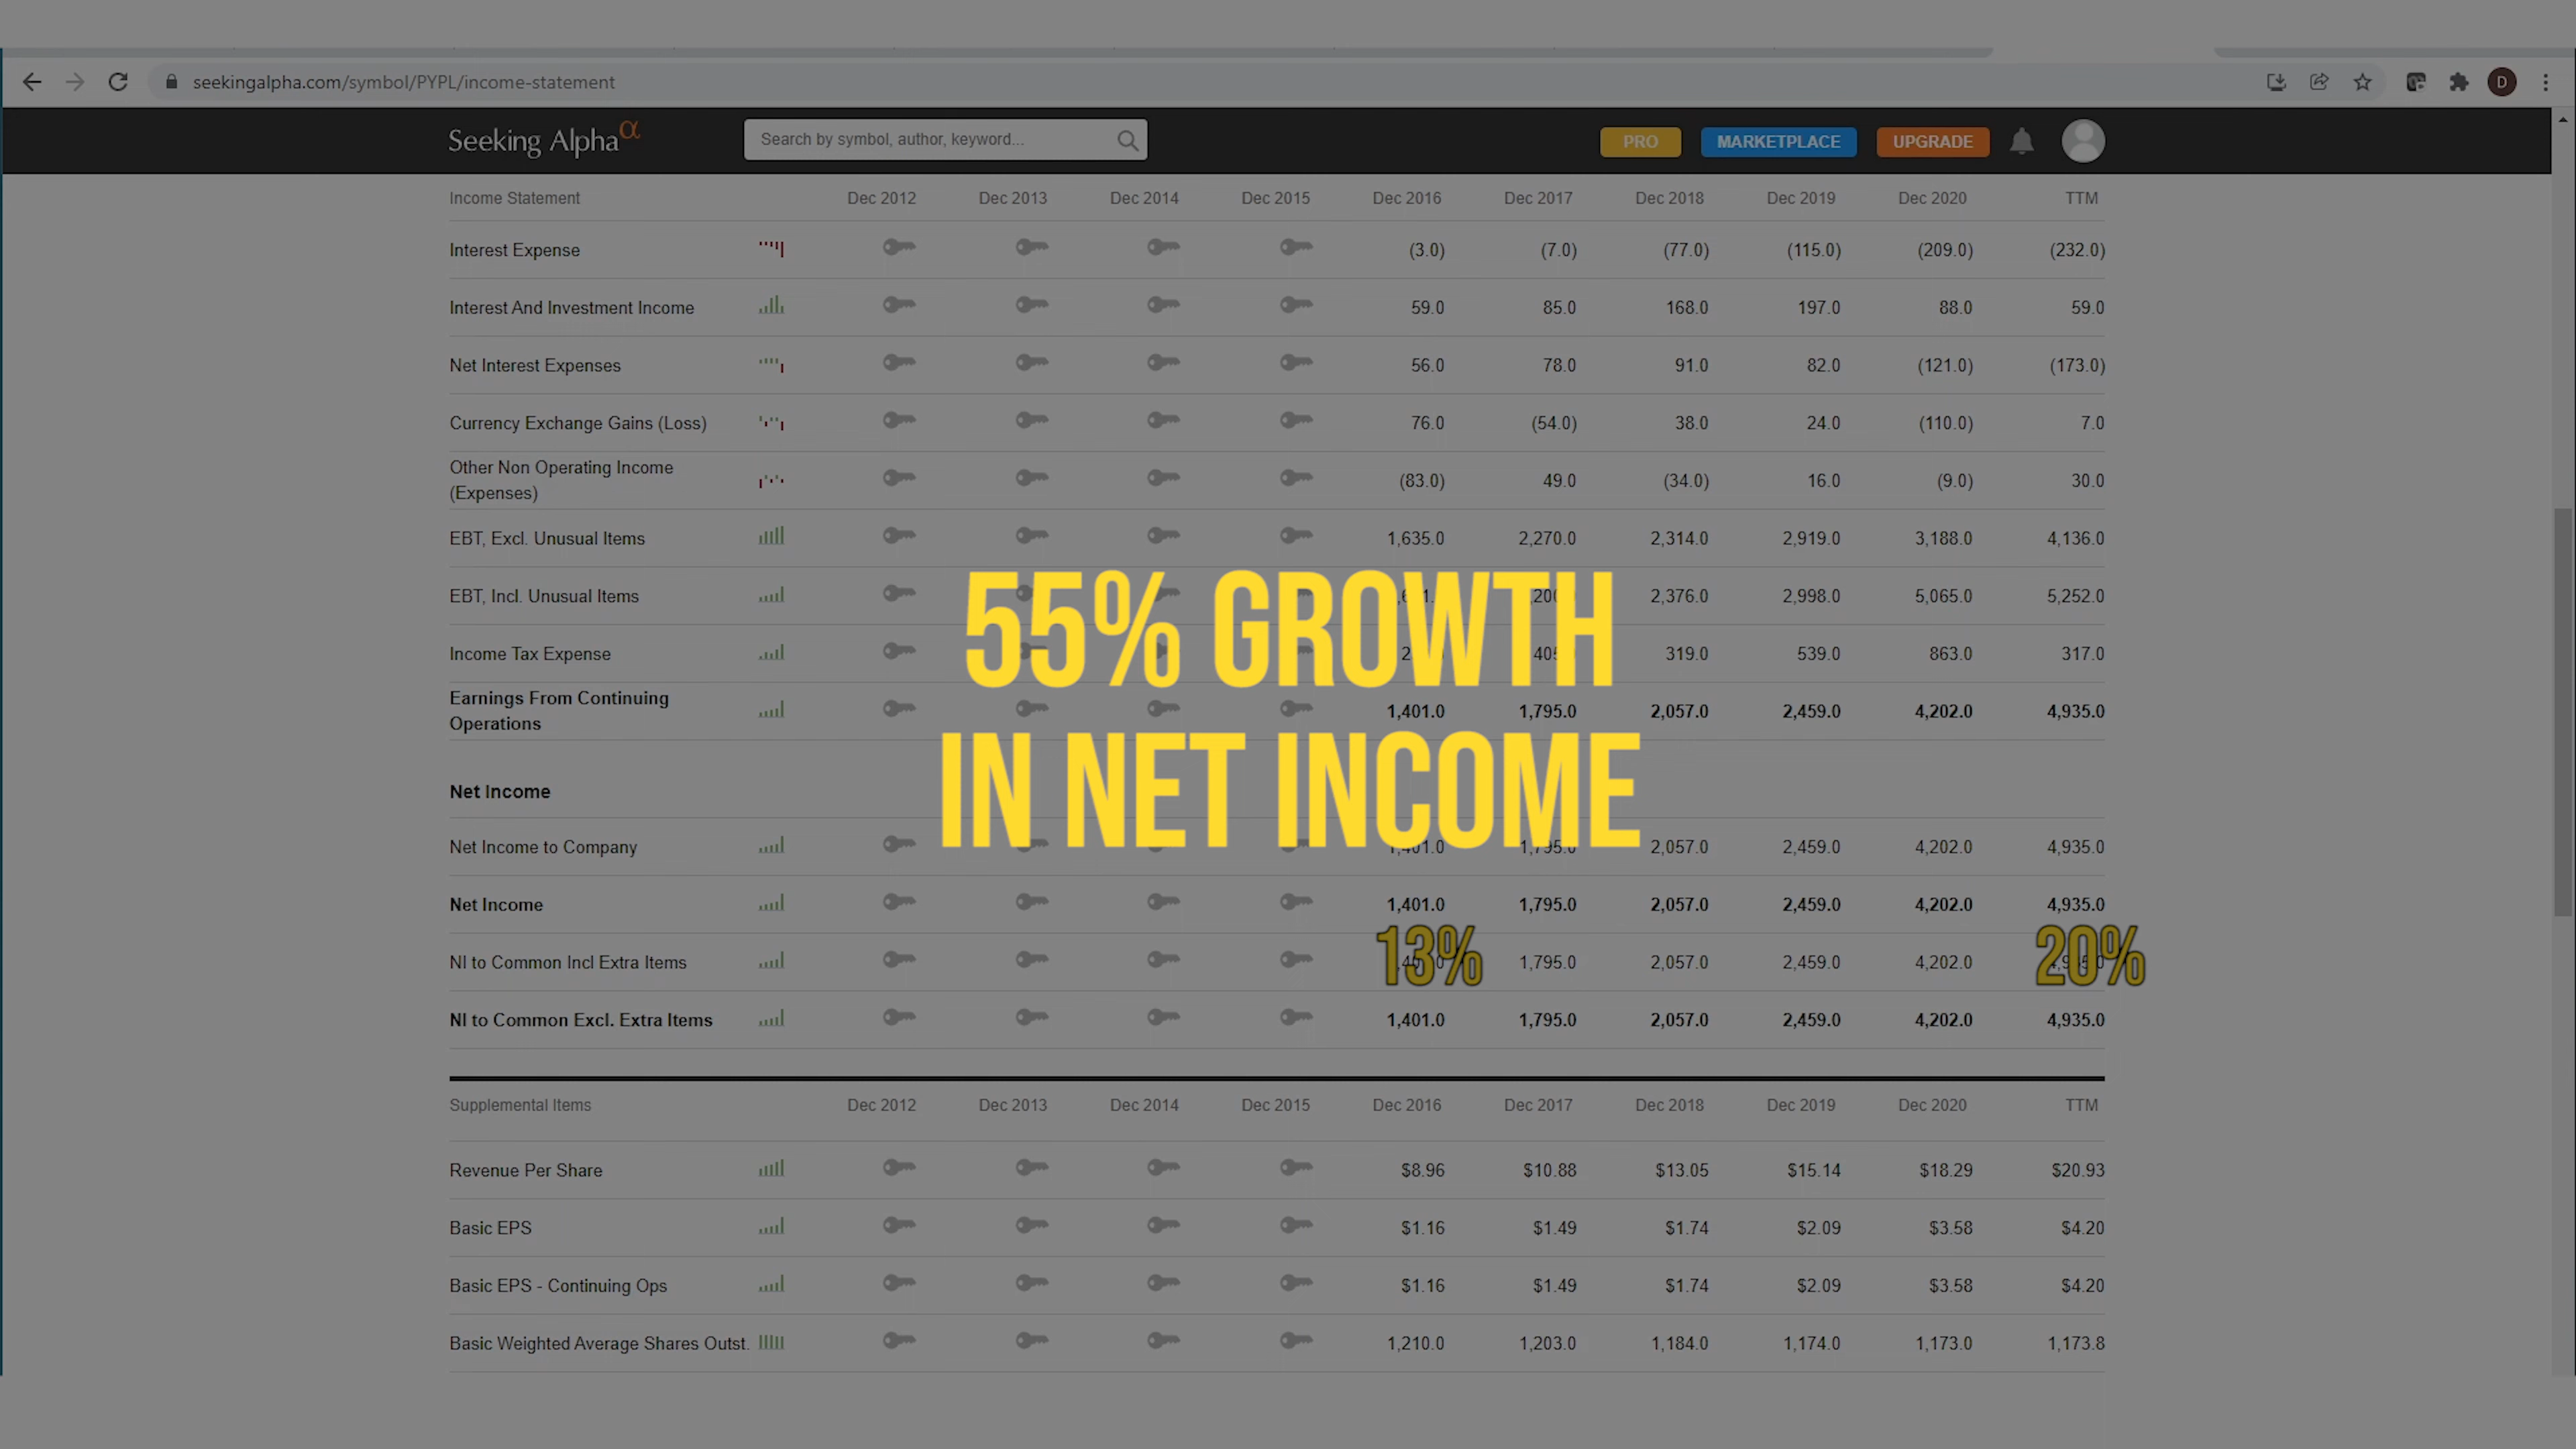 seekingalpha.com/symbol/PYPL/income-statement
D
Seeking Alpha α
Search by symbol, author, keyword...
PRO
MARKETPLACE
UPGRADE
Income Statement Dec 2012 Dec 2013 Dec 2014 Dec 2015 Dec 2016 Dec 2017 Dec 2018 Dec 2019 Dec 2020 TTM
Interest Expense (3.0) (7.0) (77.0) (115.0) (209.0) (232.0)
Interest And Investment Income 59.0 85.0 168.0 197.0 88.0 59.0
Net Interest Expenses 56.0 78.0 91.0 82.0 (121.0) (173.0)
Currency Exchange Gains (Loss) 76.0 (54.0) 38.0 24.0 (110.0) 7.0
Other Non Operating Income
(Expenses) (83.0) 49.0 (34.0) 16.0 (9.0) 30.0
EBT, Excl. Unusual Items 1,635.0 2,270.0 2,314.0 2,919.0 3,188.0 4,136.0
EBT, Incl. Unusual Items 2,376.0 2,998.0 5,065.0 5,252.0
55% GROWTH
IN NET INCOME
Income Tax Expense 319.0 539.0 863.0 317.0
Earnings From Continuing
Operations 1,401.0 1,795.0 2,057.0 2,459.0 4,202.0 4,935.0
Net Income
Net Income to Company 1,401.0 1,795.0 2,057.0 2,459.0 4,202.0 4,935.0
Net Income 1,401.0 1,795.0 2,057.0 2,459.0 4,202.0 4,935.0
13% 20%
NI to Common Incl Extra Items 1,795.0 2,057.0 2,459.0 4,202.0
NI to Common Excl. Extra Items 1,401.0 1,795.0 2,057.0 2,459.0 4,202.0 4,935.0
Supplemental Items Dec 2012 Dec 2013 Dec 2014 Dec 2015 Dec 2016 Dec 2017 Dec 2018 Dec 2019 Dec 2020 TTM
Revenue Per Share $8.96 $10.88 $13.05 $15.14 $18.29 $20.93
Basic EPS $1.16 $1.49 $1.74 $2.09 $3.58 $4.20
Basic EPS - Continuing Ops $1.16 $1.49 $1.74 $2.09 $3.58 $4.20
Basic Weighted Average Shares Outst. 1,210.0 1,203.0 1,184.0 1,174.0 1,173.0 1,173.8